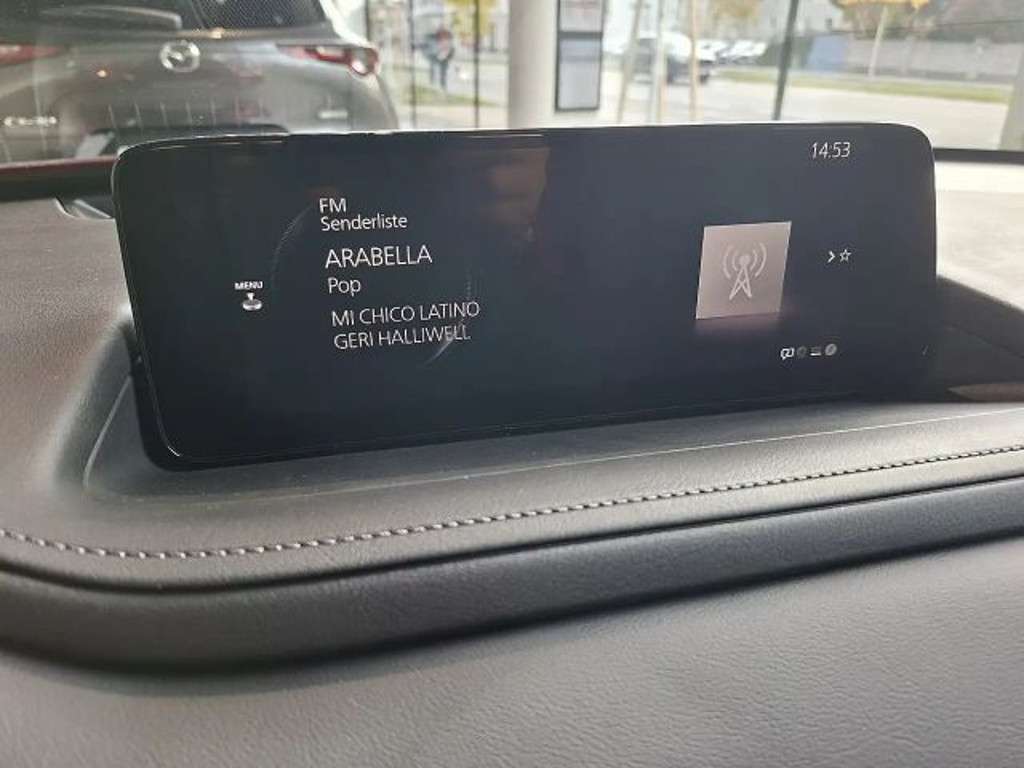 14:53
FM
Senderliste
ARABELLA
MENU
Pop
MI CHICO LATINO
GERI HALLIWELL